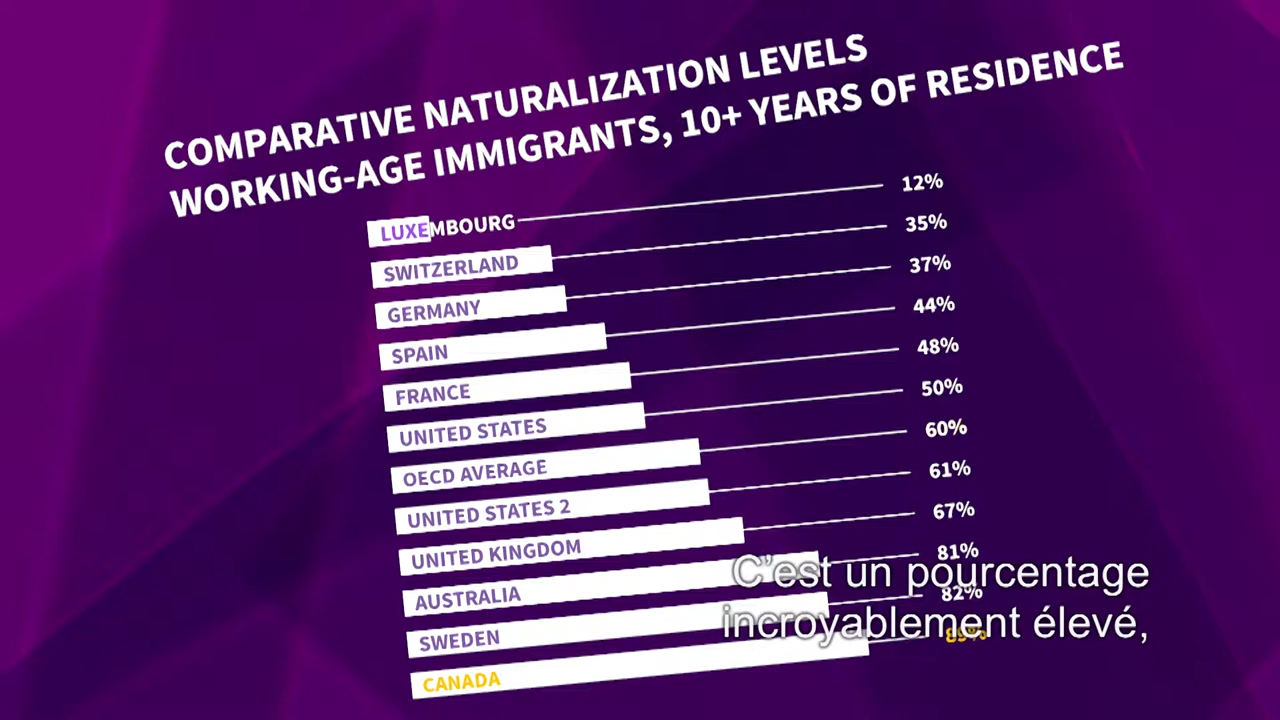 COMPARATIVE NATURALIZATION LEVELS
WORKING-AGE IMMIGRANTS, 10+ YEARS OF RESIDENCE
LUXEMBOURG 12%
SWITZERLAND 35%
GERMANY 37%
SPAIN 44%
FRANCE 48%
UNITED STATES 50%
OECD AVERAGE 60%
UNITED STATES 2 61%
UNITED KINGDOM 67%
AUSTRALIA 81%
SWEDEN 82%
CANADA 89%
C'est un pourcentage
incroyablement élevé,